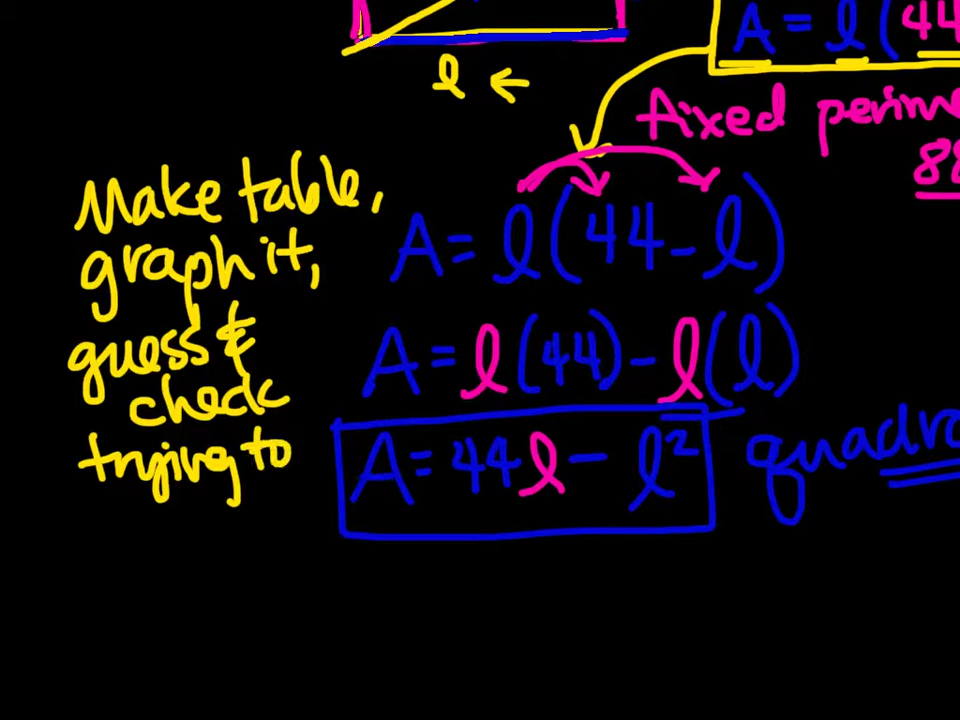 A = l(44
l ←
fixed perime
88
Make table,
graph it,
guess &
check
trying to
A = l(44 - l)
A = l(44) - l(l)
A = 44l - l²
quadra